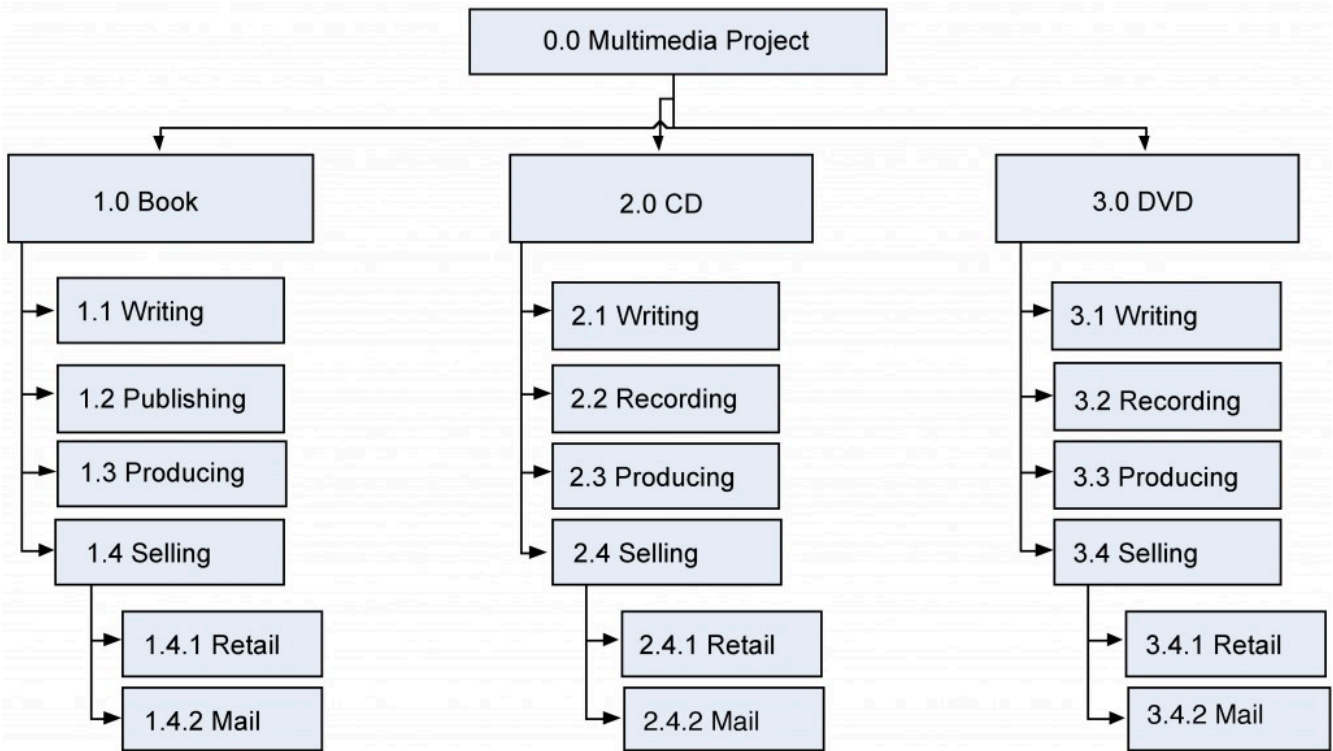 0.0 Multimedia Project
1.0 Book
1.1 Writing
1.2 Publishing
1.3 Producing
1.4 Selling
1.4.1 Retail
1.4.2 Mail
2.0 CD
2.1 Writing
2.2 Recording
2.3 Producing
2.4 Selling
2.4.1 Retail
2.4.2 Mail
3.0 DVD
3.1 Writing
3.2 Recording
3.3 Producing
3.4 Selling
3.4.1 Retail
3.4.2 Mail